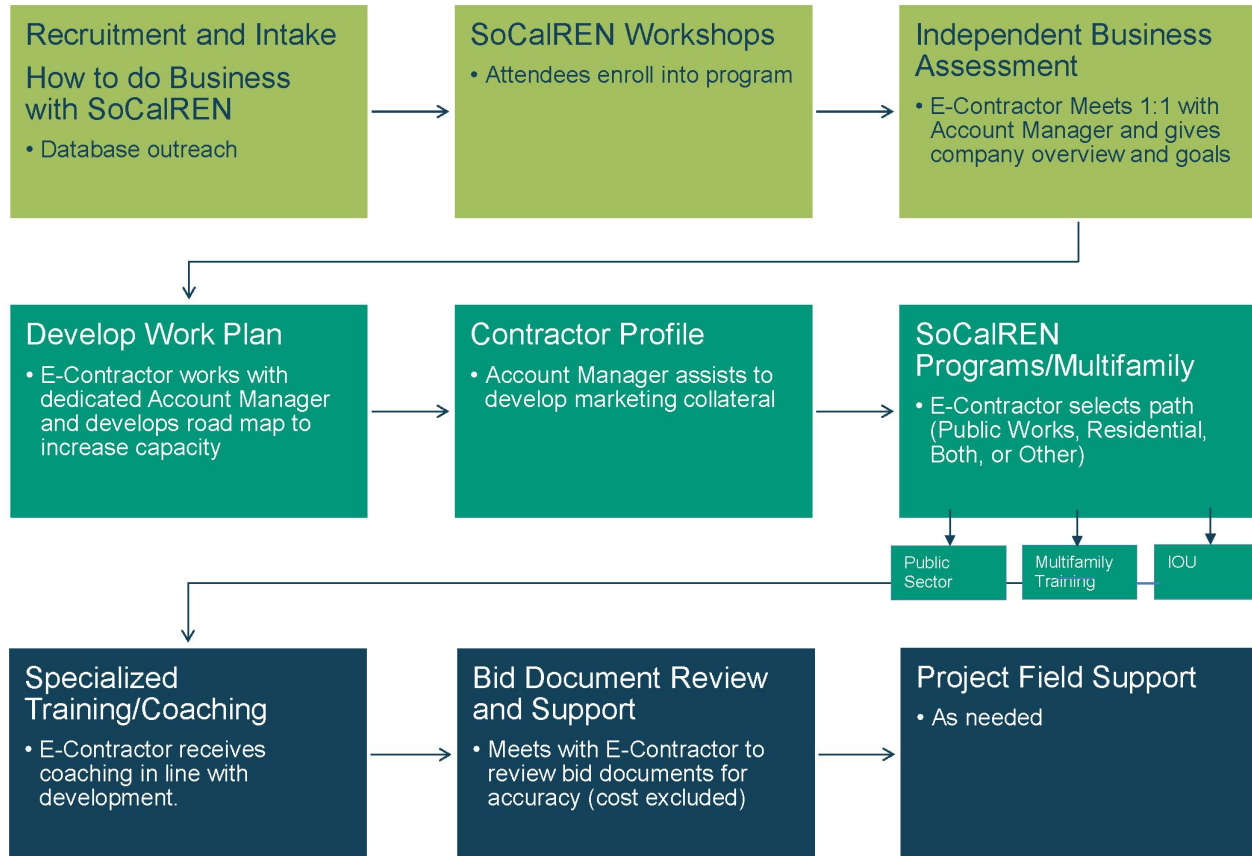 Recruitment and Intake
How to do Business
with SoCalREN
• Database outreach
SoCalREN Workshops
• Attendees enroll into program
Independent Business
Assessment
• E-Contractor Meets 1:1 with
Account Manager and gives
company overview and goals
Develop Work Plan
• E-Contractor works with
dedicated Account Manager
and develops road map to
increase capacity
Contractor Profile
• Account Manager assists to
develop marketing collateral
SoCalREN
Programs/Multifamily
• E-Contractor selects path
(Public Works, Residential,
Both, or Other)
Public
Sector
Multifamily
Training
IOU
Specialized
Training/Coaching
• E-Contractor receives
coaching in line with
development.
Bid Document Review
and Support
• Meets with E-Contractor to
review bid documents for
accuracy (cost excluded)
Project Field Support
• As needed